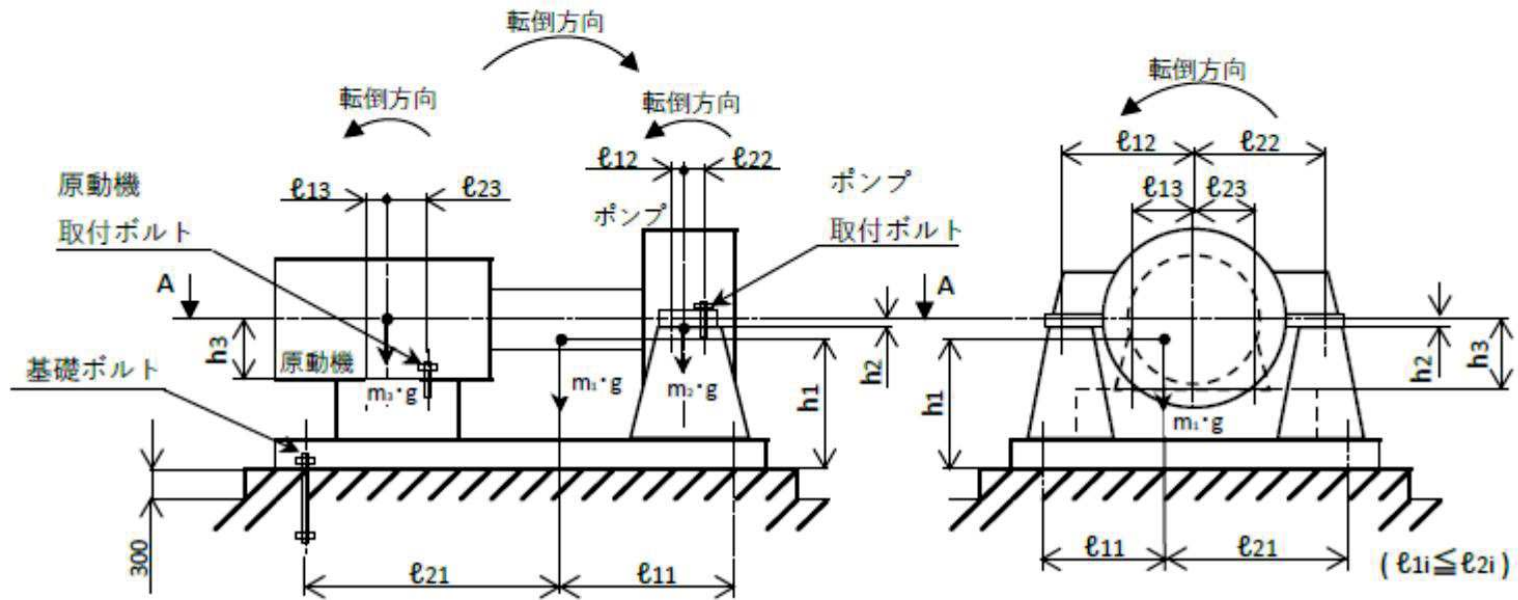 転倒方向
転倒方向
転倒方向
転倒方向
ℓ12
ℓ22
ℓ12
ℓ22
原動機
取付ボルト
ℓ13
ℓ23
ポンプ
ポンプ
取付ボルト
ℓ13
ℓ23
A
A
h3
原動機
基礎ボルト
m₃・g
m₁・g
m₂・g
h2
h1
h1
m₁・g
h2
h3
300
ℓ21
ℓ11
ℓ11
ℓ21
(ℓ1i≦ℓ2i)